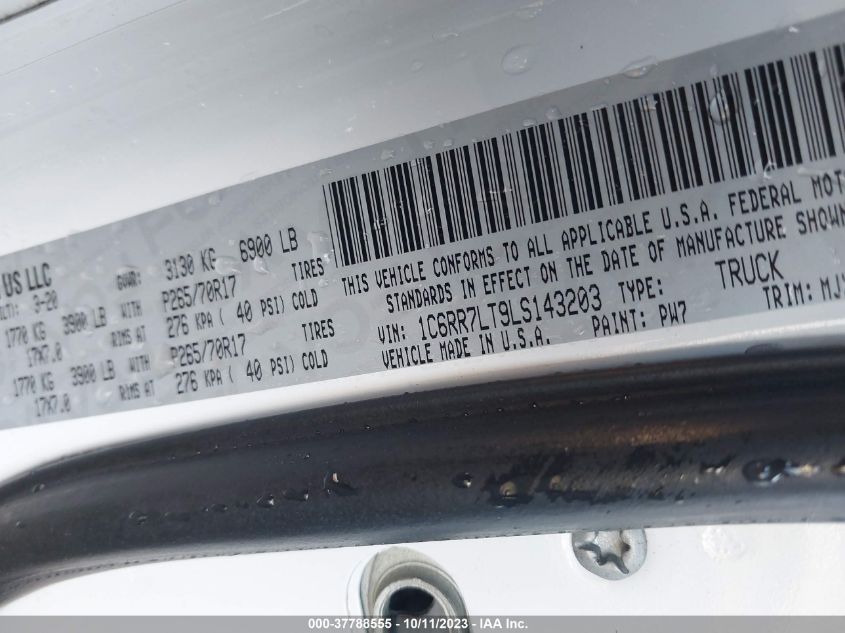 US LLC
3-20
GVWR: 3130 KG 6900 LB
1770 KG 3900 LB WITH P265/70R17 TIRES
17X7.0 RIMS AT 276 KPA ( 40 PSI) COLD
1770 KG 3900 LB WITH P265/70R17 TIRES
17X7.0 RIMS AT 276 KPA ( 40 PSI) COLD
THIS VEHICLE CONFORMS TO ALL APPLICABLE U.S.A. FEDERAL MOT
STANDARDS IN EFFECT ON THE DATE OF MANUFACTURE SHOWN
VIN: 1C6RR7LT9LS143203 TYPE: TRUCK
VEHICLE MADE IN U.S.A. PAINT: PW7 TRIM: MJ
000-37788555 - 10/11/2023 - IAA Inc.